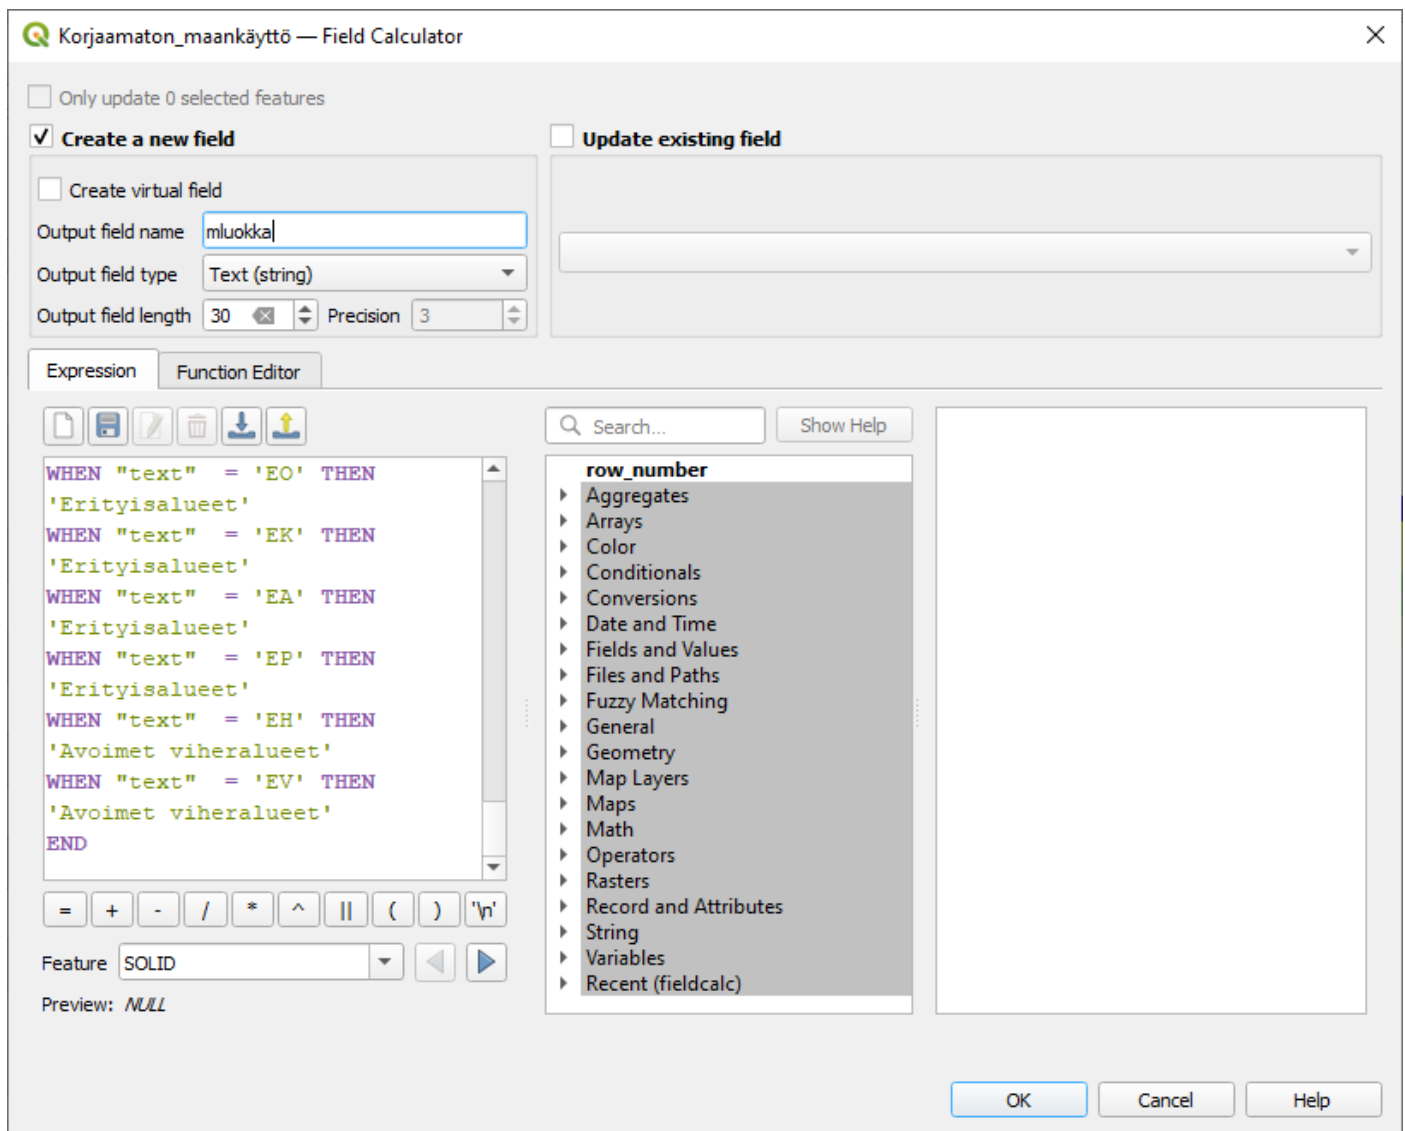 Korjaamaton_maankäyttö — Field Calculator
Only update 0 selected features
Create a new field
Update existing field
Create virtual field
Output field name mluokka
Output field type Text (string)
Output field length 30 Precision 3
Expression Function Editor
Search... Show Help
WHEN "text"  = 'EO' THEN
'Erityisalueet'
WHEN "text"  = 'EK' THEN
'Erityisalueet'
WHEN "text"  = 'EA' THEN
'Erityisalueet'
WHEN "text"  = 'EP' THEN
'Erityisalueet'
WHEN "text"  = 'EH' THEN
'Avoimet viheralueet'
WHEN "text"  = 'EV' THEN
'Avoimet viheralueet'
END
= + - / * ^ || ( ) '\n'
Feature SOLID
Preview: NULL
row_number
Aggregates
Arrays
Color
Conditionals
Conversions
Date and Time
Fields and Values
Files and Paths
Fuzzy Matching
General
Geometry
Map Layers
Maps
Math
Operators
Rasters
Record and Attributes
String
Variables
Recent (fieldcalc)
OK Cancel Help